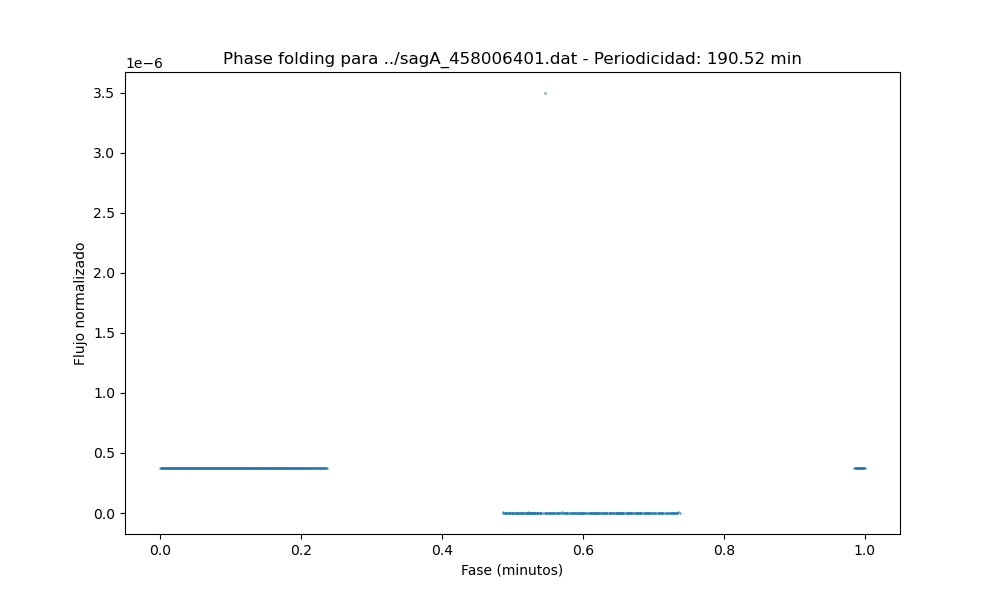 Phase folding para ../sagA_458006401.dat - Periodicidad: 190.52 min
1e−6
3.5
3.0
2.5
2.0
1.5
1.0
0.5
0.0
Flujo normalizado
0.0 0.2 0.4 0.6 0.8 1.0
Fase (minutos)